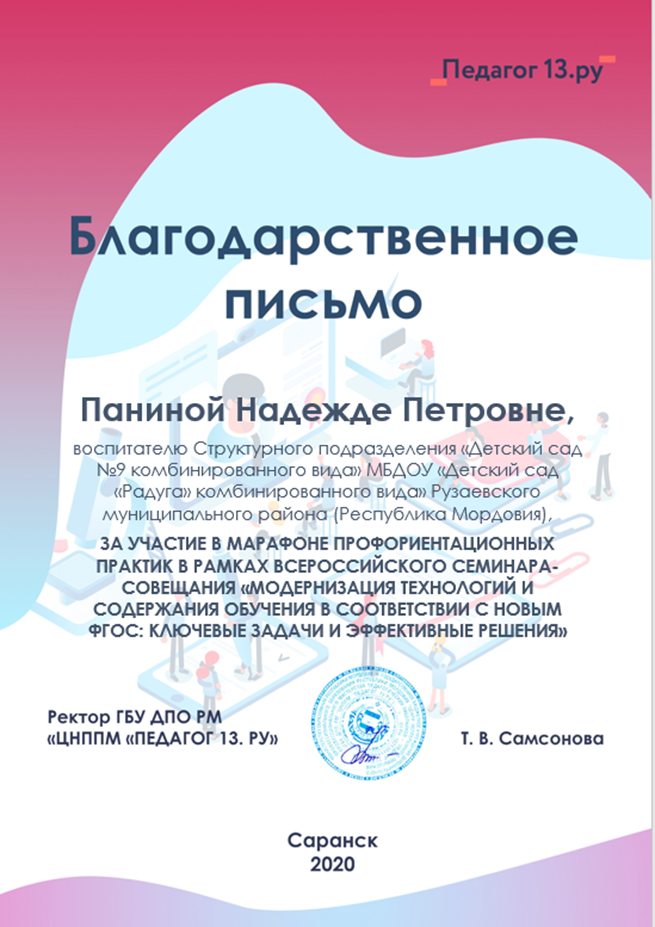 Педагог 13.ру
Благодарственное
письмо
Паниной Надежде Петровне,
воспитателю Структурного подразделения «Детский сад
№9 комбинированного вида» МБДОУ «Детский сад
«Радуга» комбинированного вида» Рузаевского
муниципального района (Республика Мордовия),
ЗА УЧАСТИЕ В МАРАФОНЕ ПРОФОРИЕНТАЦИОННЫХ
ПРАКТИК В РАМКАХ ВСЕРОССИЙСКОГО СЕМИНАРА-
СОВЕЩАНИЯ «МОДЕРНИЗАЦИЯ ТЕХНОЛОГИЙ И
СОДЕРЖАНИЯ ОБУЧЕНИЯ В СООТВЕТСТВИИ С НОВЫМ
ФГОС: КЛЮЧЕВЫЕ ЗАДАЧИ И ЭФФЕКТИВНЫЕ РЕШЕНИЯ»
Ректор ГБУ ДПО РМ
«ЦНППМ «ПЕДАГОГ 13. РУ»
Т. В. Самсонова
Саранск
2020